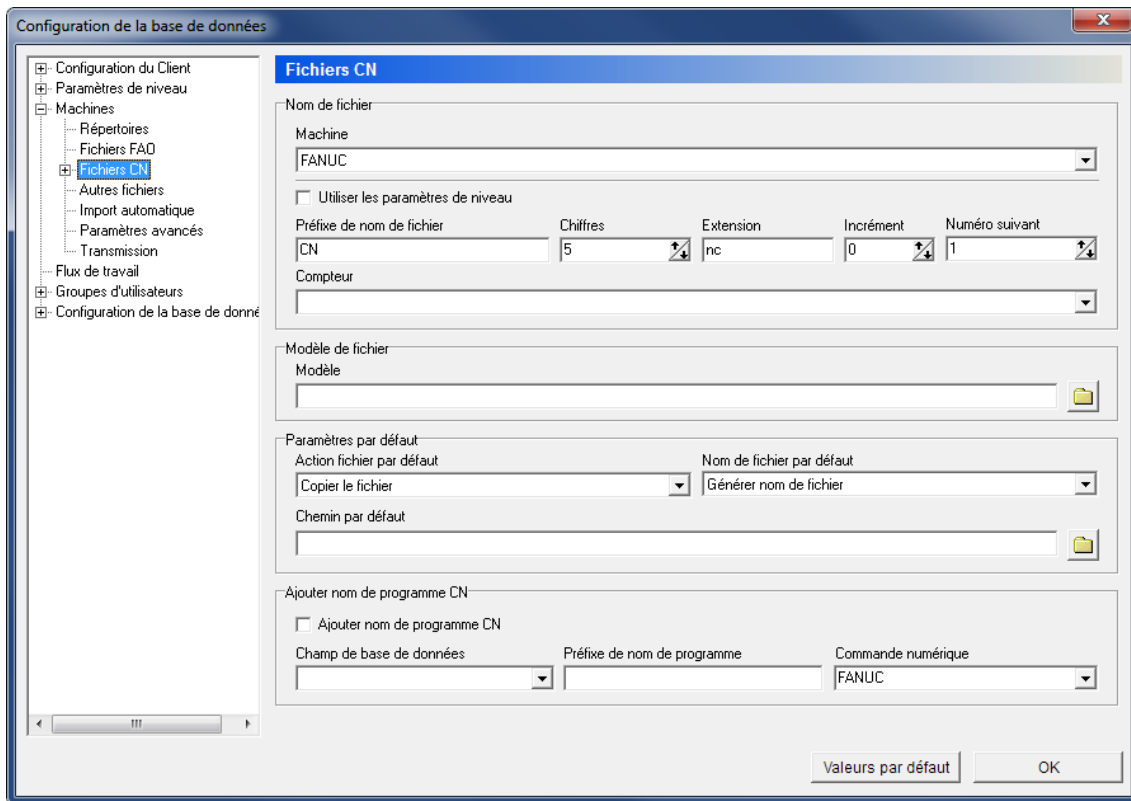 Configuration de la base de données
Configuration du Client
Paramètres de niveau
Machines
Répertoires
Fichiers FAO
Fichiers CN
Autres fichiers
Import automatique
Paramètres avancés
Transmission
Flux de travail
Groupes d'utilisateurs
Configuration de la base de donné
Fichiers CN
Nom de fichier
Machine
FANUC
Utiliser les paramètres de niveau
Préfixe de nom de fichier Chiffres Extension Incrément Numéro suivant
CN 5 nc 0 1
Compteur
Modèle de fichier
Modèle
Paramètres par défaut
Action fichier par défaut Nom de fichier par défaut
Copier le fichier Générer nom de fichier
Chemin par défaut
Ajouter nom de programme CN
Ajouter nom de programme CN
Champ de base de données Préfixe de nom de programme Commande numérique
FANUC
Valeurs par défaut OK